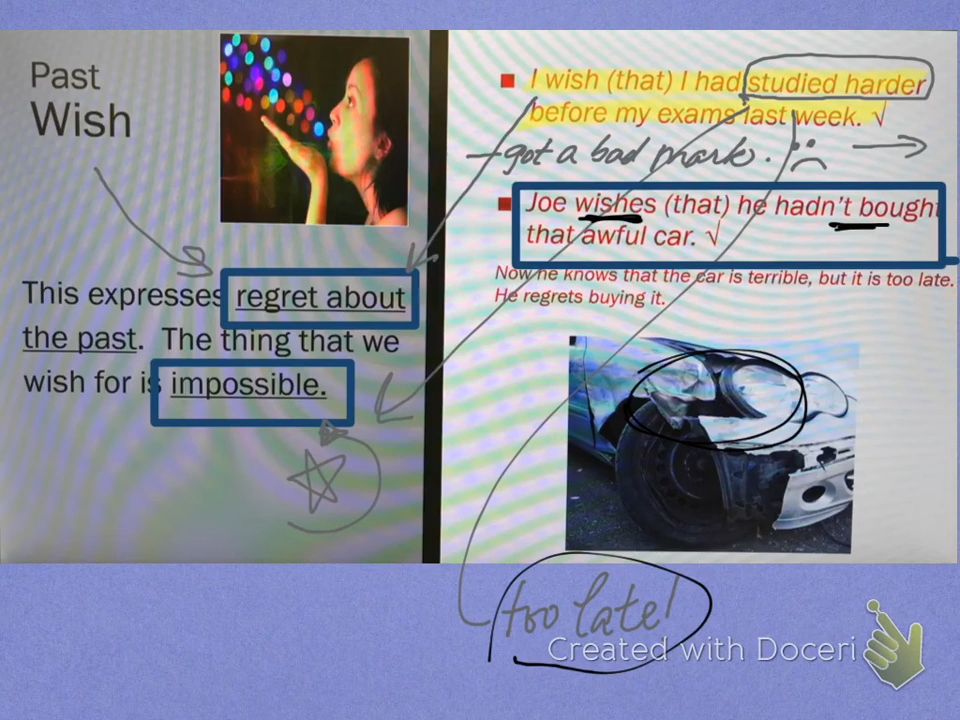 Past
Wish
This expresses regret about
the past. The thing that we
wish for is impossible.
I wish (that) I had studied harder
before my exams last week. √
got a bad mark.
Joe wishes (that) he hadn't bought
that awful car. √
Now he knows that the car is terrible, but it is too late.
He regrets buying it.
too late!
Created with Doceri